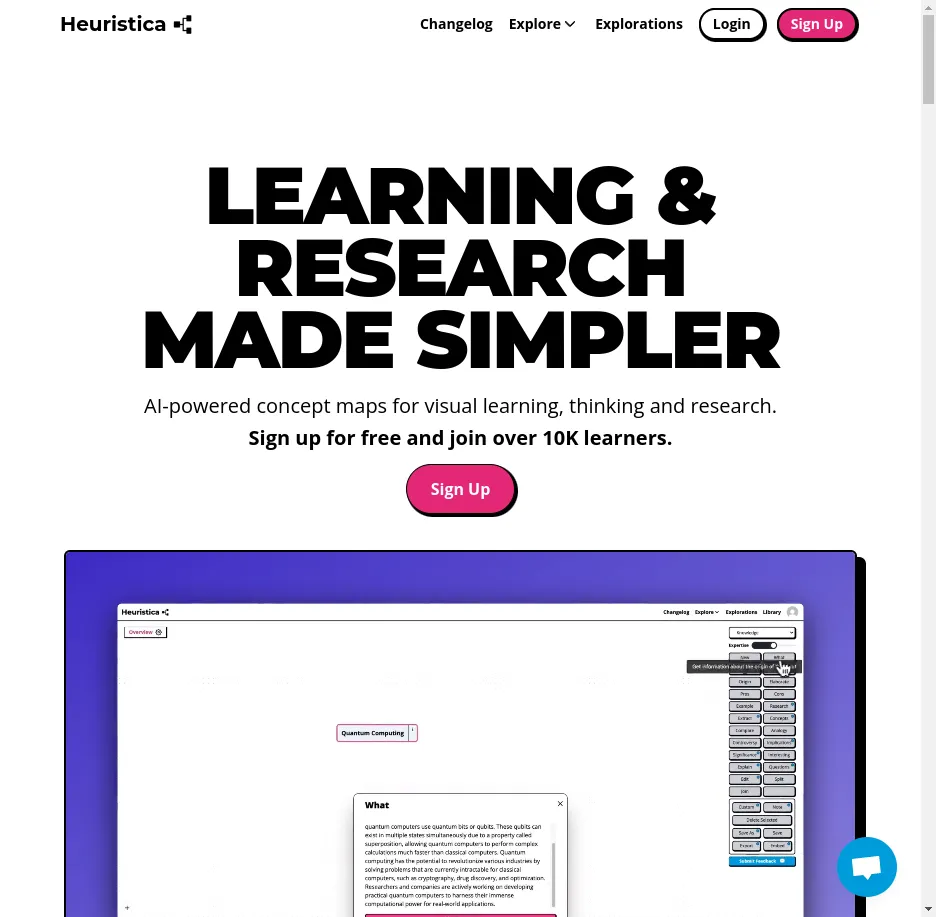 Heuristica
Changelog Explore Explorations Login Sign Up
LEARNING &
RESEARCH
MADE SIMPLER
AI-powered concept maps for visual learning, thinking and research.
Sign up for free and join over 10K learners.
Sign Up
Heuristica
Changelog Explore Explorations Library
Overview
Knowledge
Expertise
New What
Get information about the origin of
Origin Elaborate
Pros Cons
Example Research
Extract Concepts
Compare Analogy
Controversy Implications
Significance Interesting
Explain Questions
Edit Split
Join
Custom Note
Delete Selected
Save As Save
Export Embed
Submit Feedback
Quantum Computing
What
quantum computers use quantum bits or qubits. These qubits can
exist in multiple states simultaneously due to a property called
superposition, allowing quantum computers to perform complex
calculations much faster than classical computers. Quantum
computing has the potential to revolutionize various industries by
solving problems that are currently intractable for classical
computers, such as cryptography, drug discovery, and optimization.
Researchers and companies are actively working on developing
practical quantum computers to harness their immense
computational power for real-world applications.